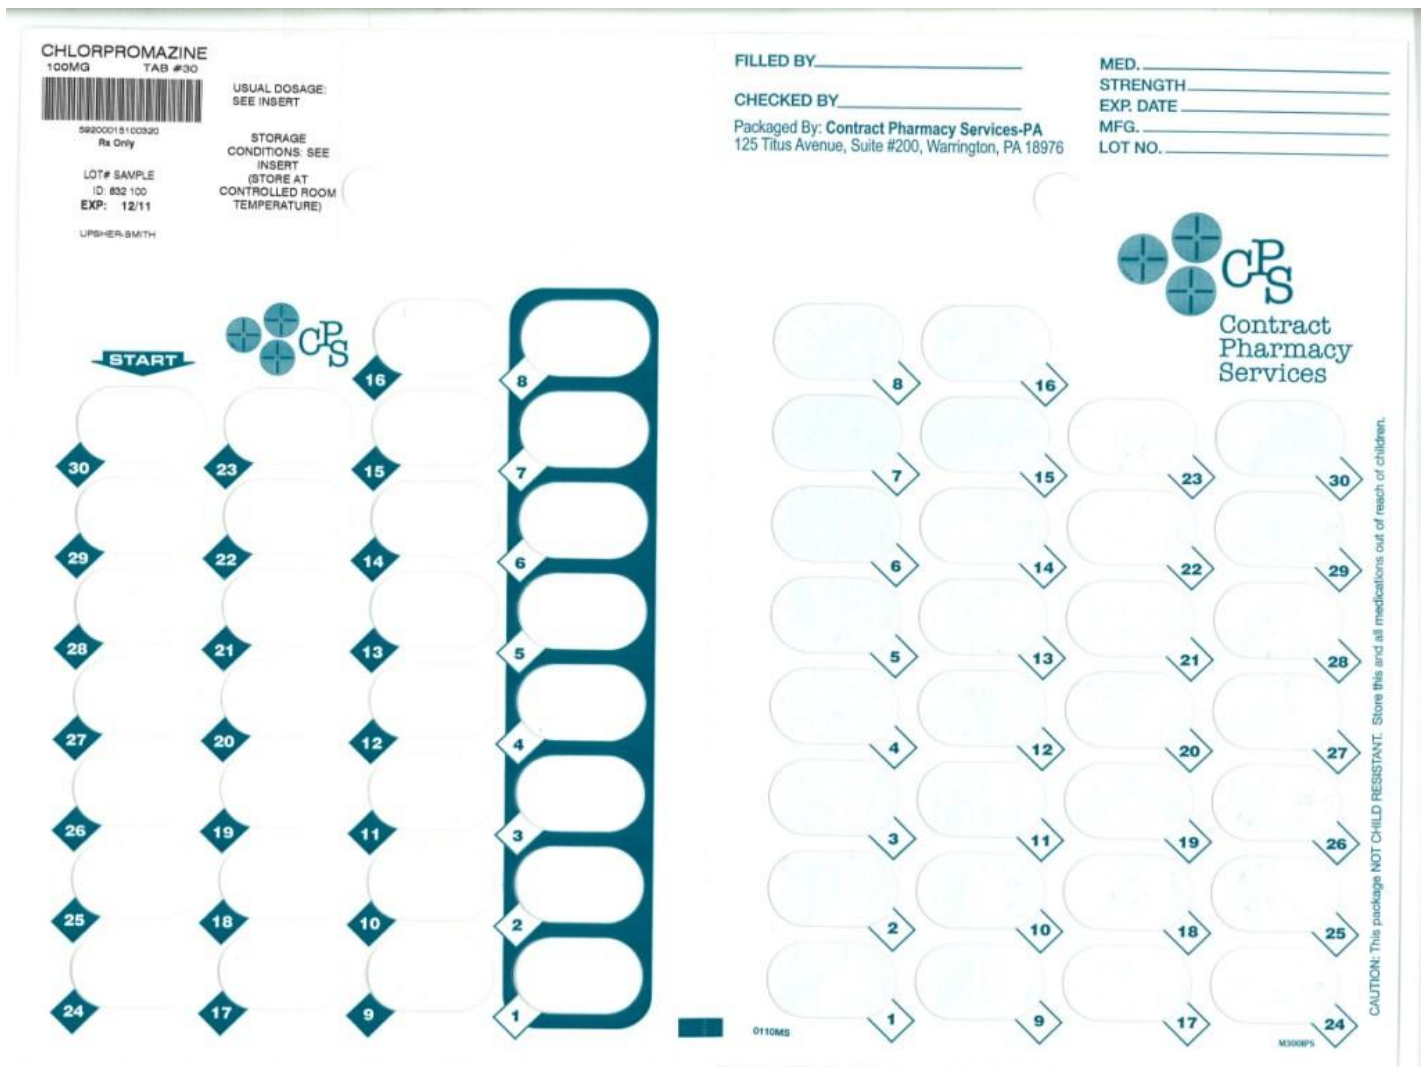 CHLORPROMAZINE
100MG TAB #30
59200015100320
Rx Only
LOT# SAMPLE
ID: 832 100
EXP: 12/11
UPSHER-SMITH
USUAL DOSAGE:
SEE INSERT
STORAGE
CONDITIONS: SEE
INSERT
(STORE AT
CONTROLLED ROOM
TEMPERATURE)
FILLED BY
CHECKED BY
Packaged By: Contract Pharmacy Services-PA
125 Titus Avenue, Suite #200, Warrington, PA 18976
MED.
STRENGTH
EXP. DATE
MFG.
LOT NO.
CPS
Contract
Pharmacy
Services
START
CPS
16 8
30 23 15 7
29 22 14 6
28 21 13 5
27 20 12 4
26 19 11 3
25 18 10 2
24 17 9 1
8 16
7 15 23 30
6 14 22 29
5 13 21 28
4 12 20 27
3 11 19 26
2 10 18 25
1 9 17 24
0110MS
M300IPS
CAUTION: This package NOT CHILD RESISTANT. Store this and all medications out of reach of children.